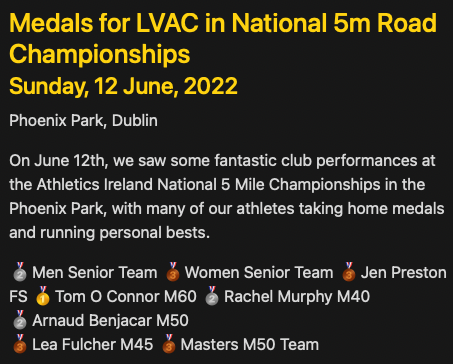 Medals for LVAC in National 5m Road
Championships
Sunday, 12 June, 2022
Phoenix Park, Dublin
On June 12th, we saw some fantastic club performances at
the Athletics Ireland National 5 Mile Championships in the
Phoenix Park, with many of our athletes taking home medals
and running personal bests.
🥈 Men Senior Team 🥉 Women Senior Team 🥉 Jen Preston
FS 🥇 Tom O Connor M60 🥈 Rachel Murphy M40
🥈 Arnaud Benjacar M50
🥉 Lea Fulcher M45 🥉 Masters M50 Team